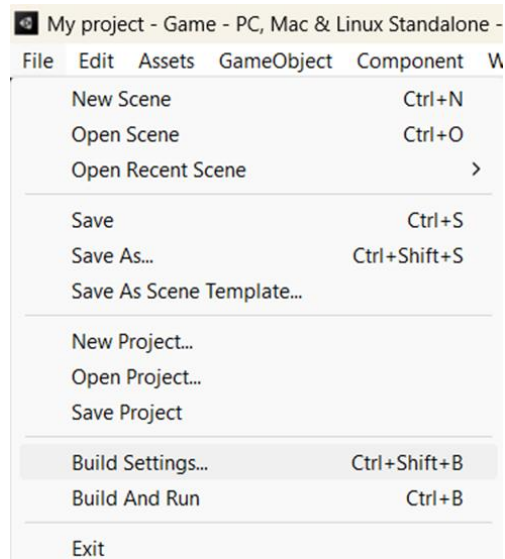 My project - Game - PC, Mac & Linux Standalone -
File Edit Assets GameObject Component
New Scene Ctrl+N
Open Scene Ctrl+O
Open Recent Scene >
Save Ctrl+S
Save As... Ctrl+Shift+S
Save As Scene Template...
New Project...
Open Project...
Save Project
Build Settings... Ctrl+Shift+B
Build And Run Ctrl+B
Exit